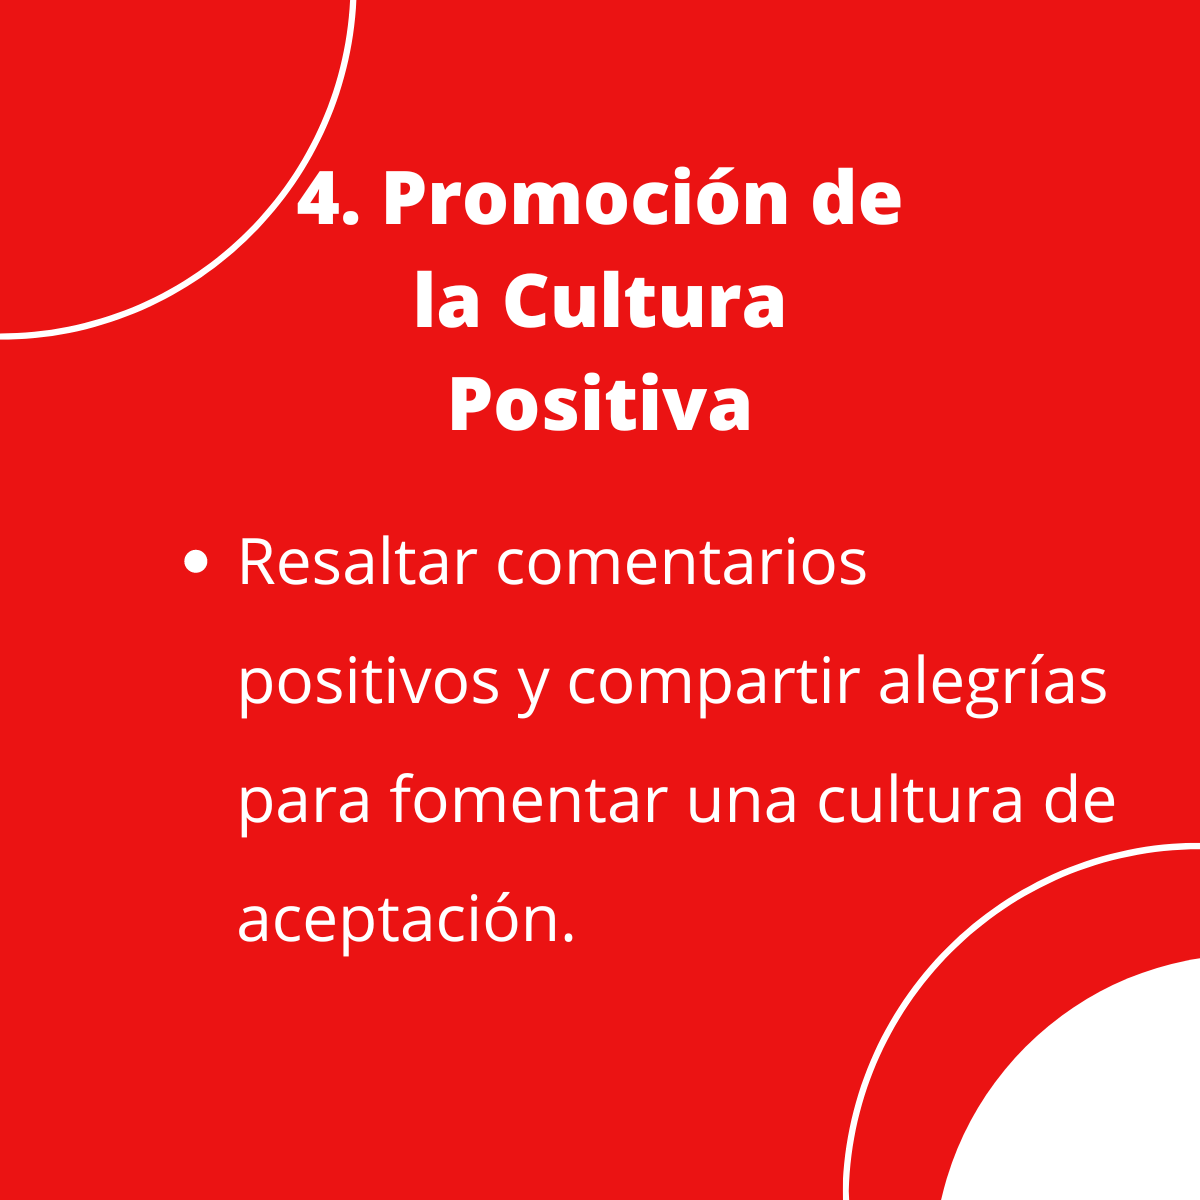 4. Promoción de
la Cultura
Positiva
• Resaltar comentarios
positivos y compartir alegrías
para fomentar una cultura de
aceptación.